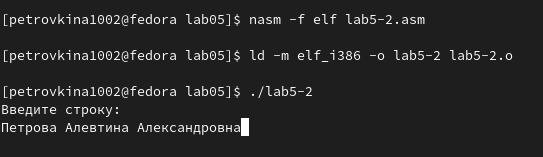 [petrovkina1002@fedora lab05]$ nasm -f elf lab5-2.asm
[petrovkina1002@fedora lab05]$ ld -m elf_i386 -o lab5-2 lab5-2.o
[petrovkina1002@fedora lab05]$ ./lab5-2
Введите строку:
Петрова Алевтина Александровна